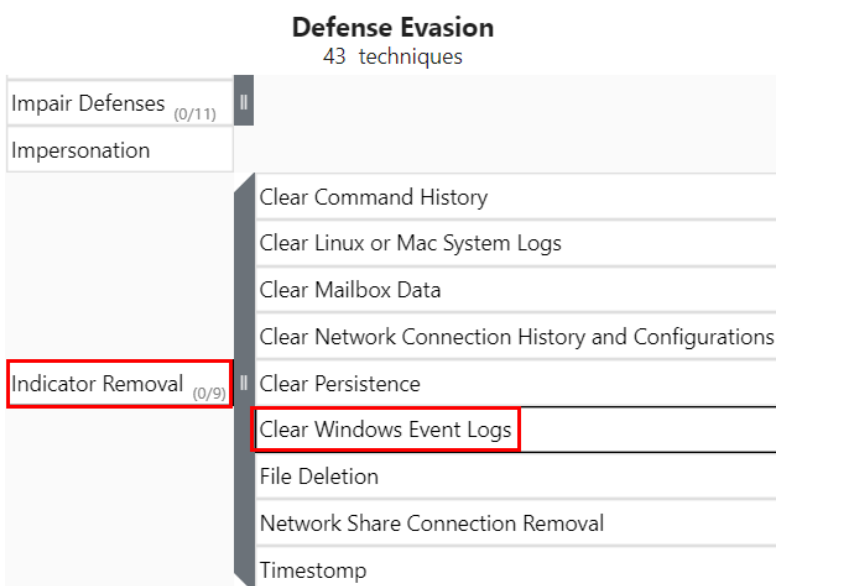 Defense Evasion
43 techniques
Impair Defenses (0/11)
Impersonation
Clear Command History
Clear Linux or Mac System Logs
Clear Mailbox Data
Clear Network Connection History and Configurations
Indicator Removal (0/9)
Clear Persistence
Clear Windows Event Logs
File Deletion
Network Share Connection Removal
Timestomp